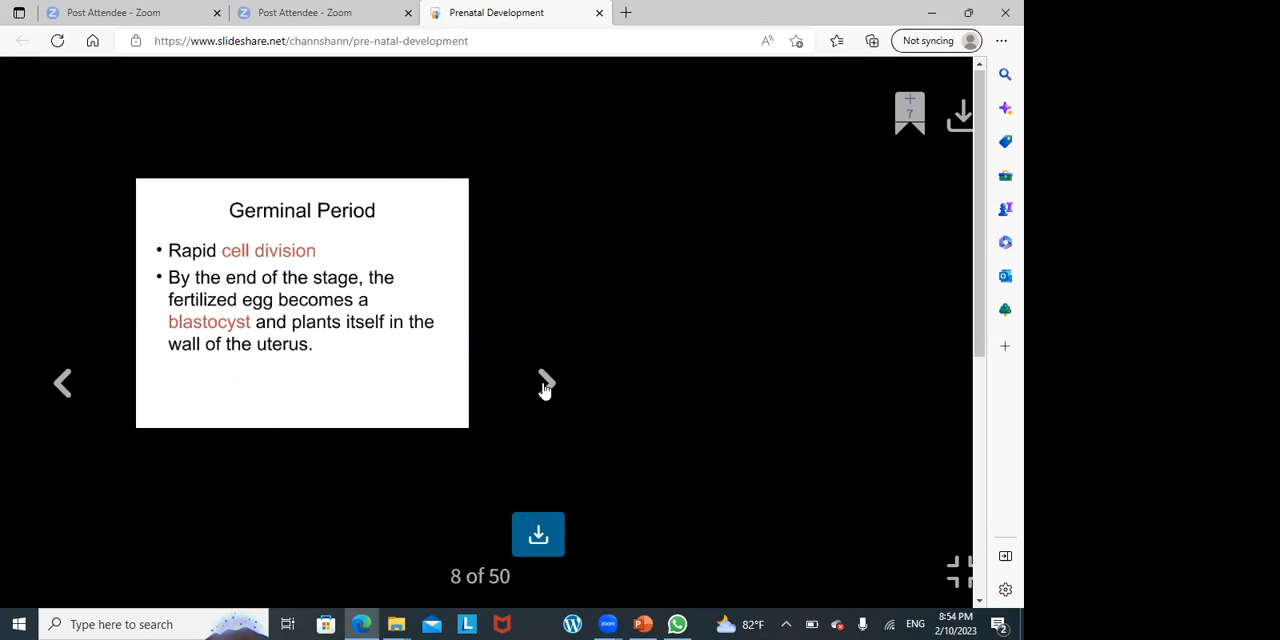 Post Attendee - Zoom
Post Attendee - Zoom
Prenatal Development
https://www.slideshare.net/channshann/pre-natal-development
Not syncing
7
Germinal Period
• Rapid cell division
• By the end of the stage, the
fertilized egg becomes a
blastocyst and plants itself in the
wall of the uterus.
8 of 50
Type here to search
L
zoom
82°F
ENG
8:54 PM
2/10/2023
2